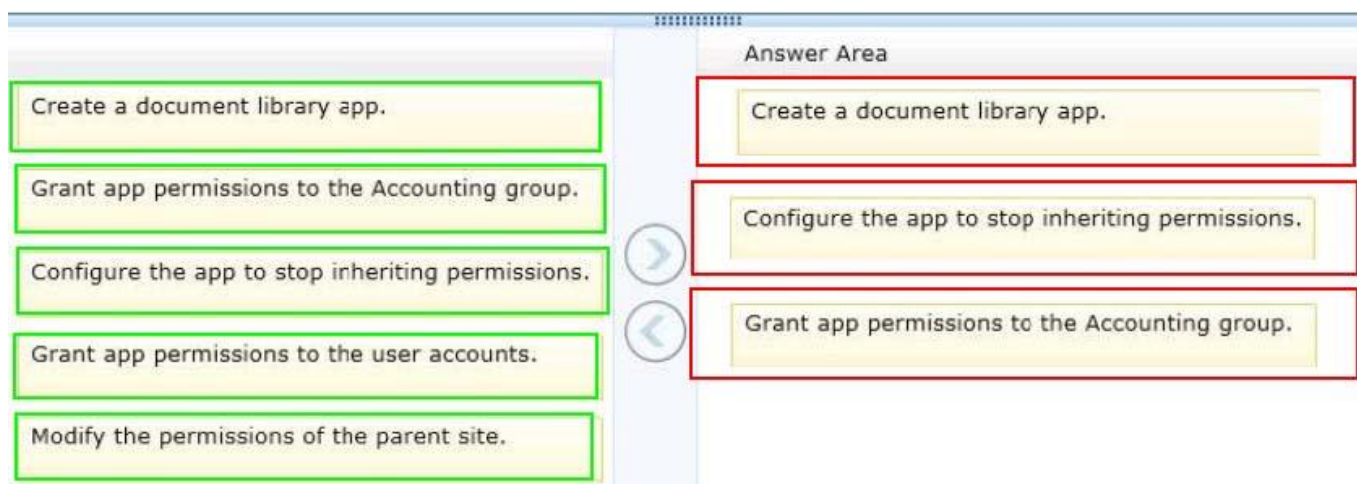 Answer Area
Create a document library app.
Grant app permissions to the Accounting group.
Configure the app to stop inheriting permissions.
Grant app permissions to the user accounts.
Modify the permissions of the parent site.
Create a document library app.
Configure the app to stop inheriting permissions.
Grant app permissions to the Accounting group.